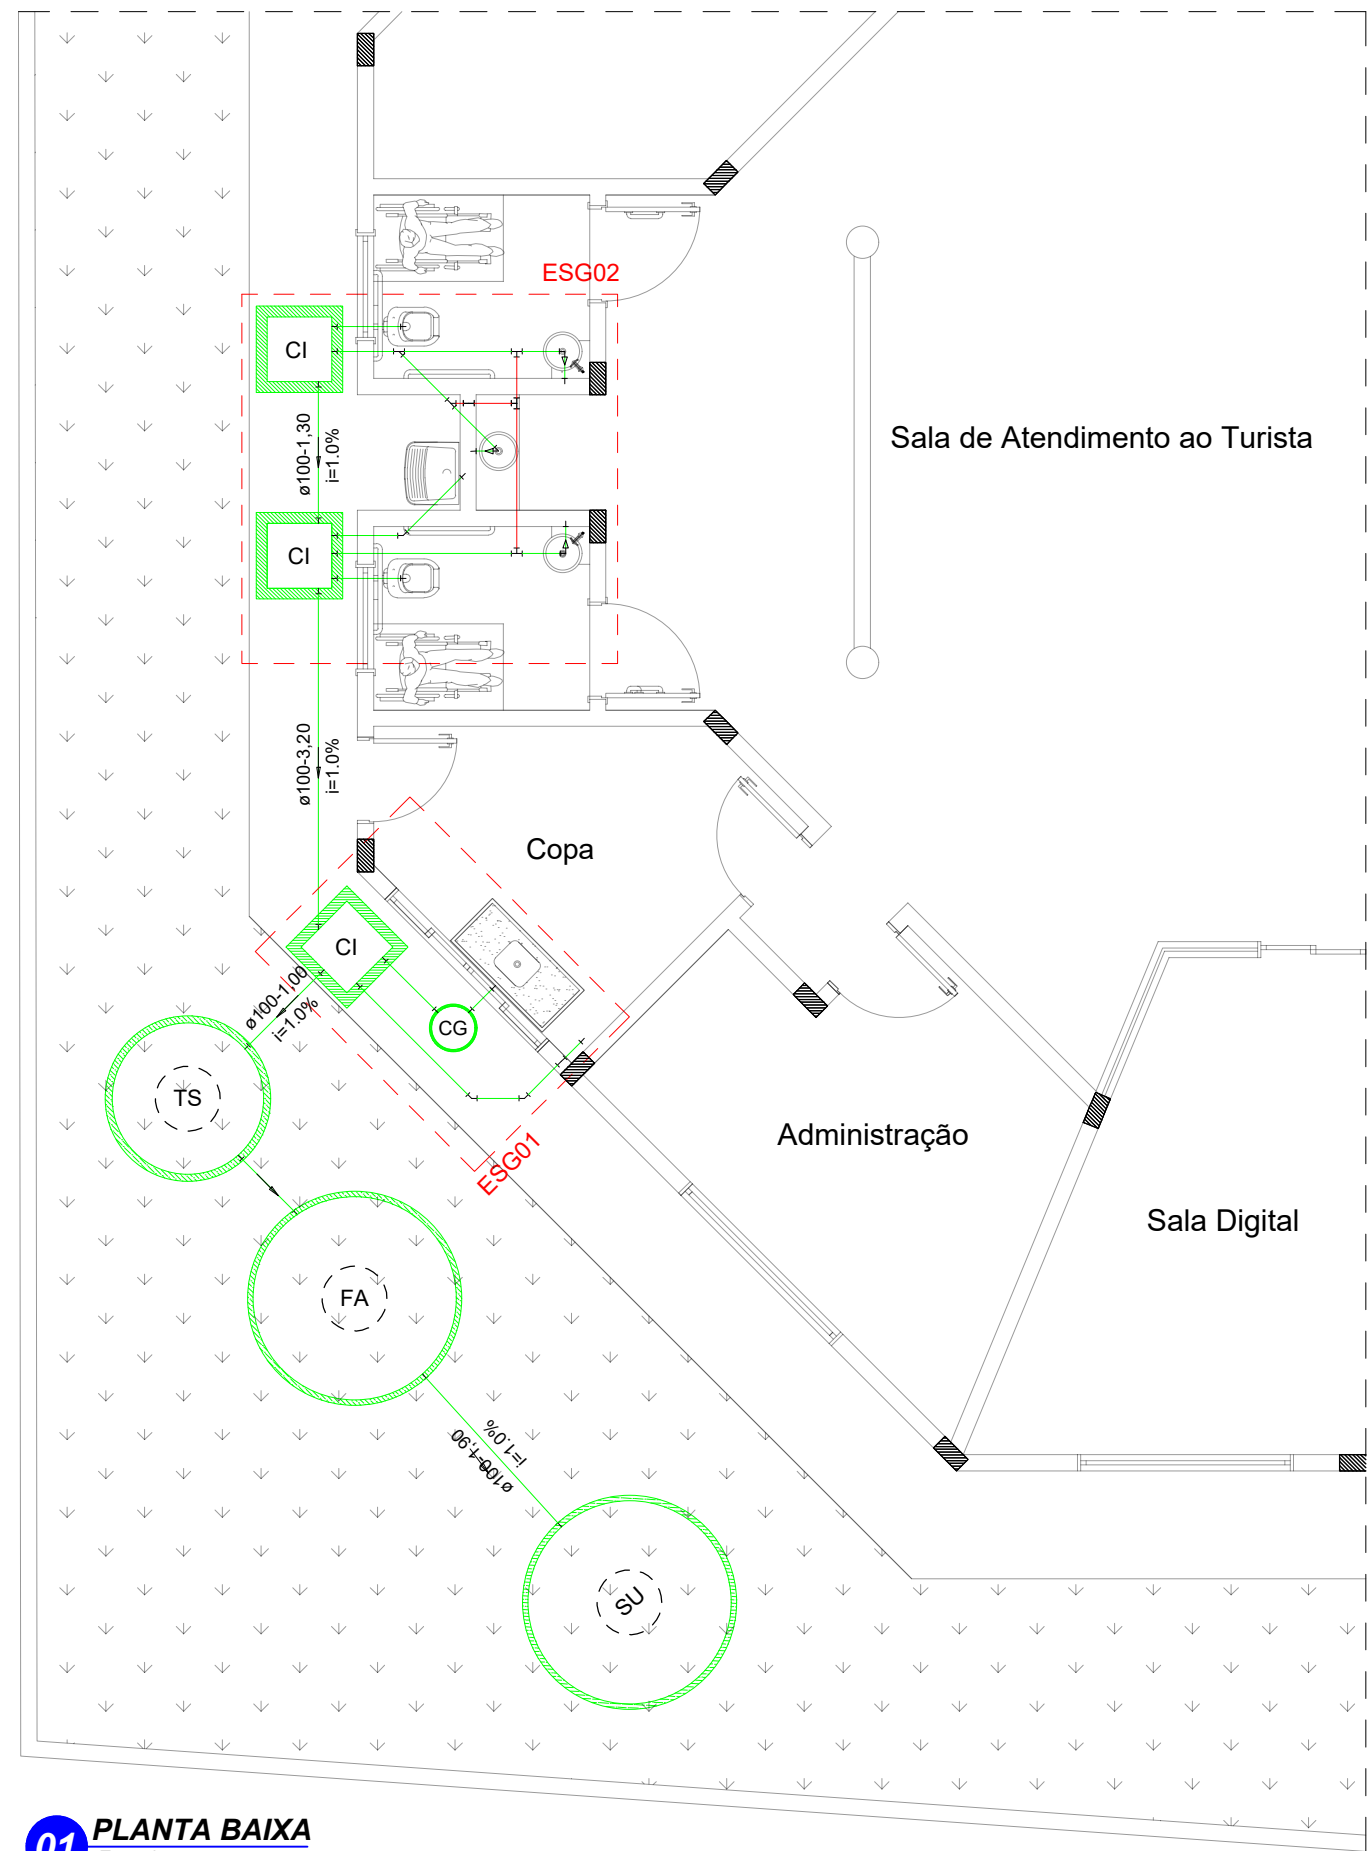 ESG02
CI
ø100-1,30
i=1.0%
Sala de Atendimento ao Turista
CI
ø100-3,20
i=1.0%
Copa
CI
ø100-1,00
i=1.0%
CG
TS
ESG01
Administração
Sala Digital
FA
i=1.0%
ø100-1,90
SU
01
PLANTA BAIXA